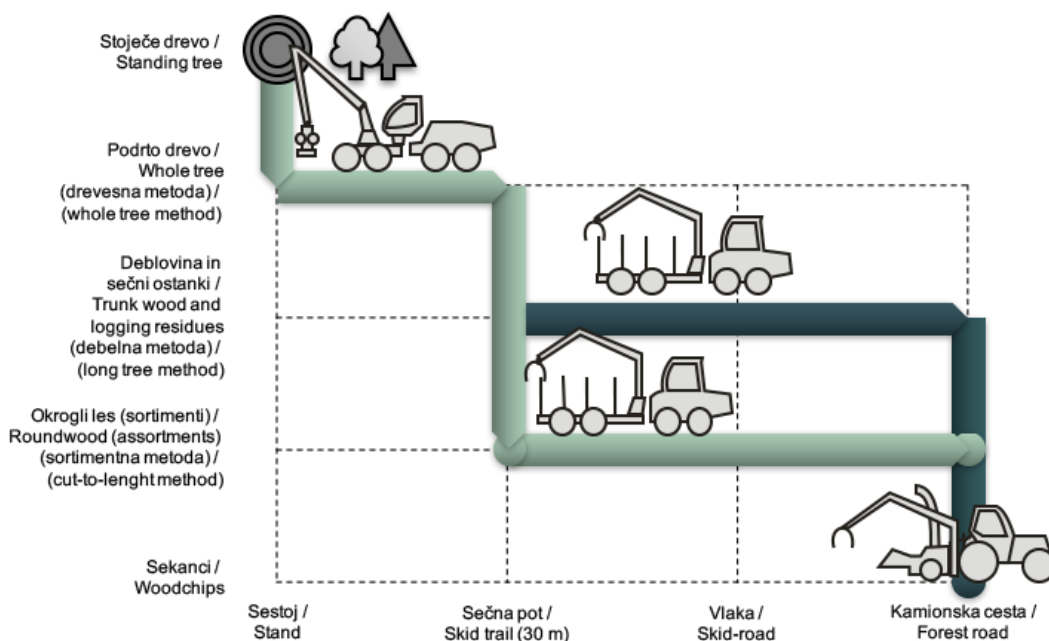 Stoječe drevo /
Standing tree
Podrto drevo /
Whole tree
(drevesna metoda) /
(whole tree method)
Deblovina in
sečni ostanki /
Trunk wood and
logging residues
(debelna metoda) /
(long tree method)
Okrogli les (sortimenti) /
Roundwood (assortments)
(sortimentna metoda) /
(cut-to-lenght method)
Sekanci /
Woodchips
Sestoj /
Stand
Sečna pot /
Skid trail (30 m)
Vlaka /
Skid-road
Kamionska cesta /
Forest road